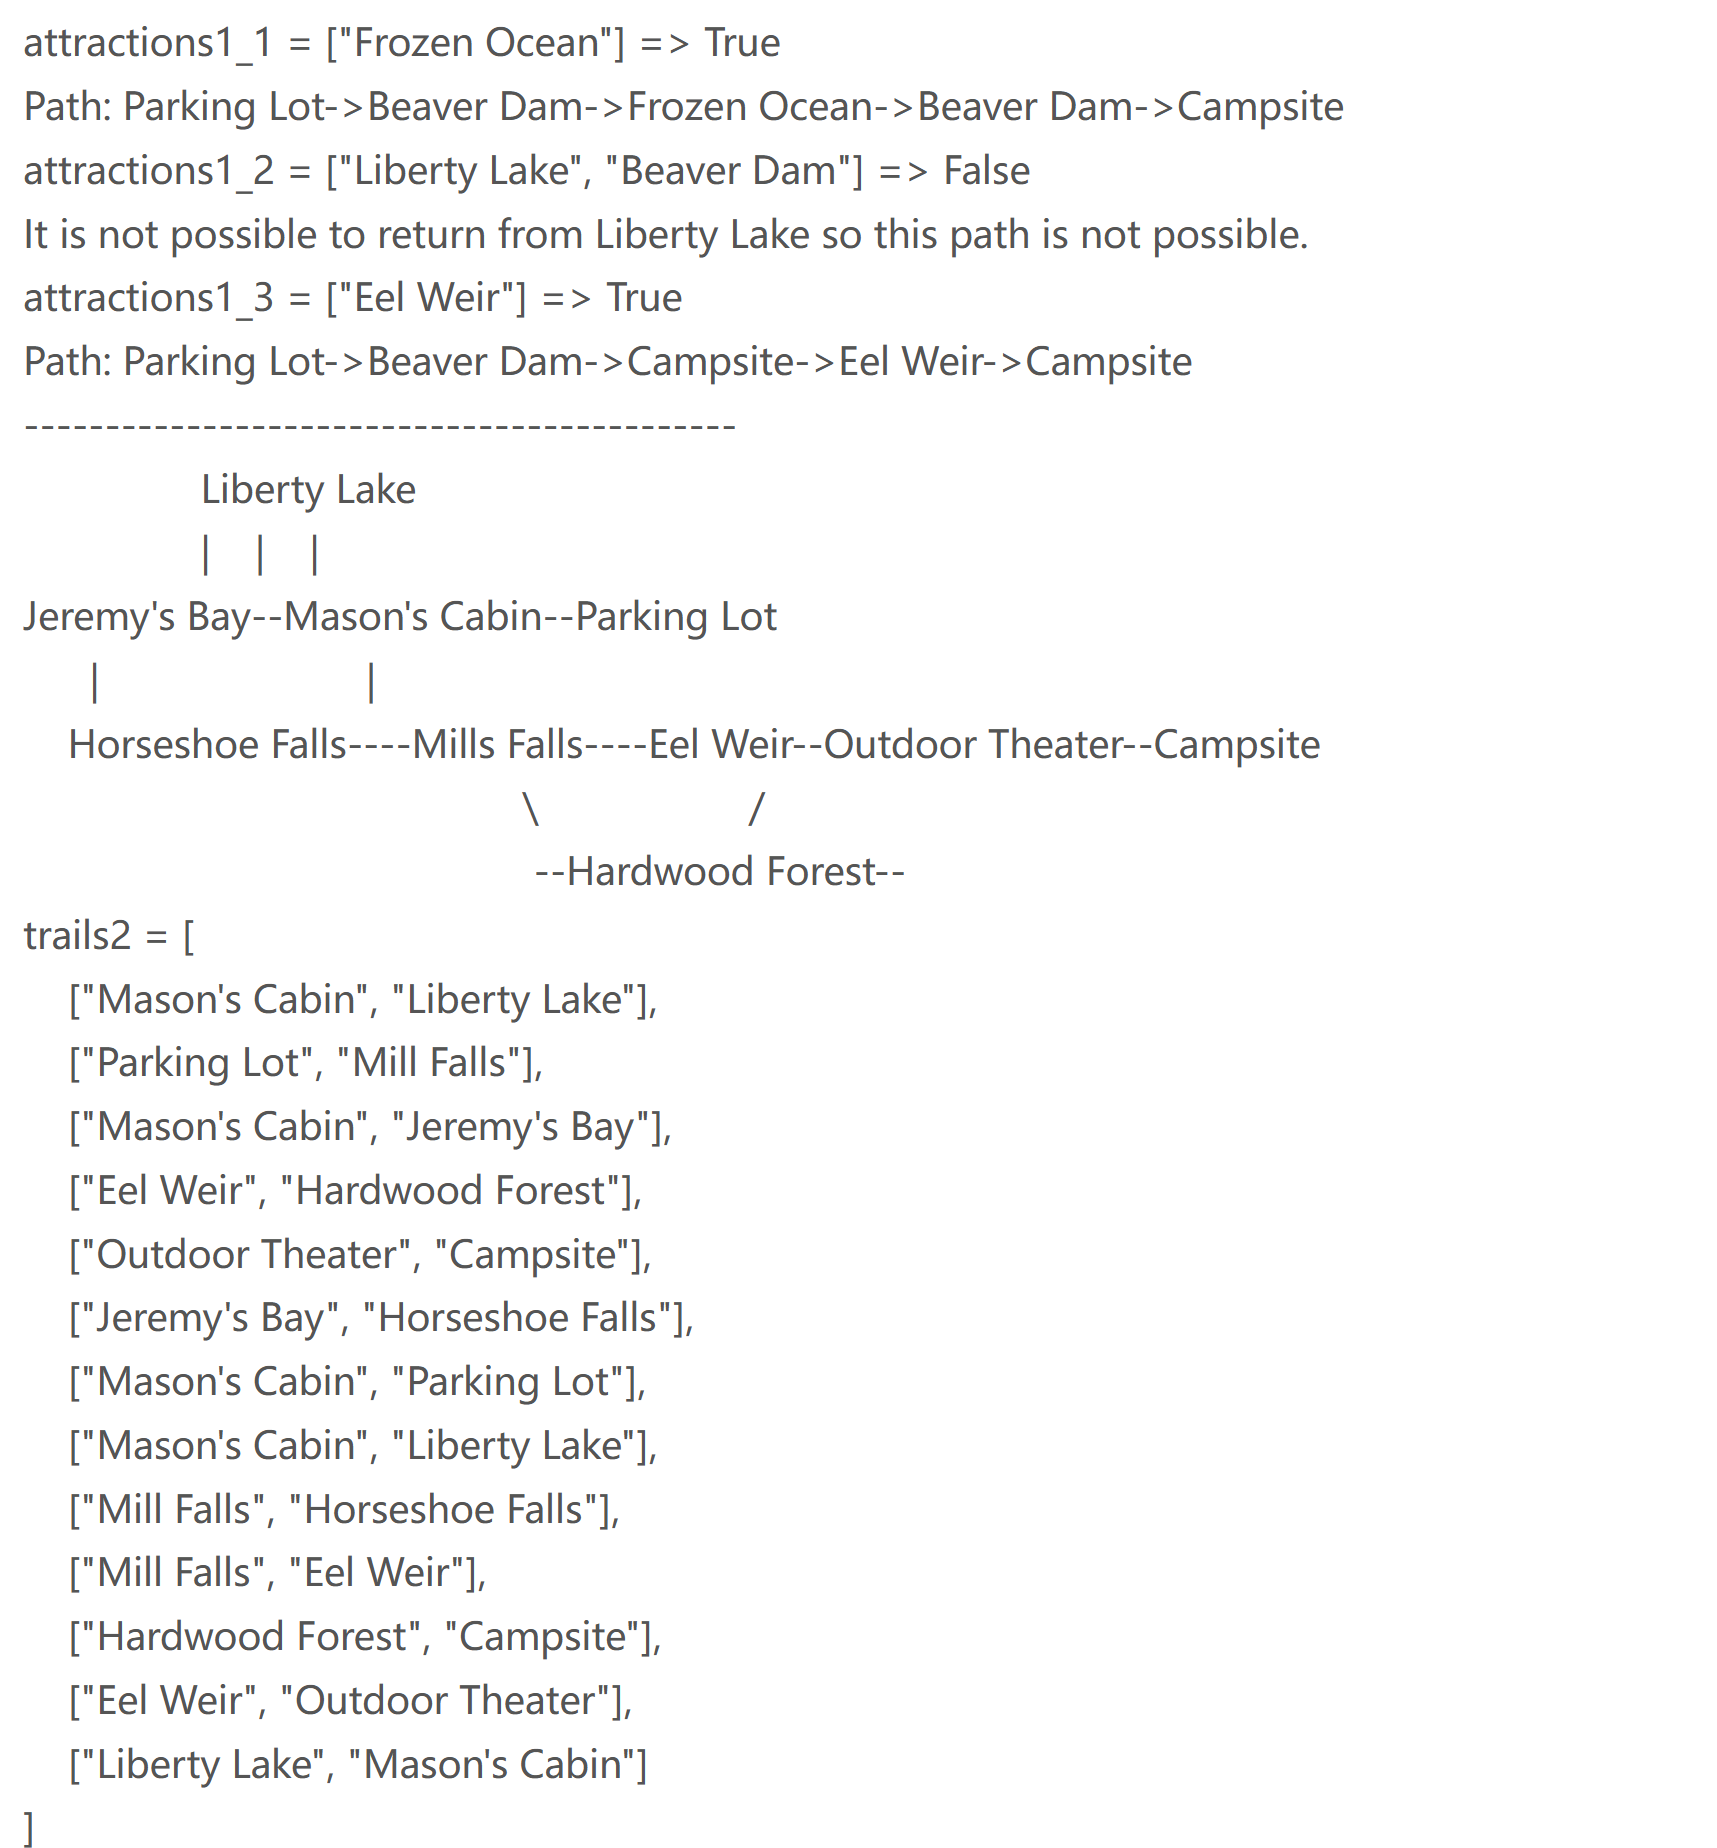 attractions1_1 = ["Frozen Ocean"] => True
Path: Parking Lot->Beaver Dam->Frozen Ocean->Beaver Dam->Campsite
attractions1_2 = ["Liberty Lake", "Beaver Dam"] => False
It is not possible to return from Liberty Lake so this path is not possible.
attractions1_3 = ["Eel Weir"] => True
Path: Parking Lot->Beaver Dam->Campsite->Eel Weir->Campsite
--------------------------------------------
Liberty Lake
| | |
Jeremy's Bay--Mason's Cabin--Parking Lot
| |
Horseshoe Falls----Mills Falls----Eel Weir--Outdoor Theater--Campsite
\ /
--Hardwood Forest--
trails2 = [
["Mason's Cabin", "Liberty Lake"],
["Parking Lot", "Mill Falls"],
["Mason's Cabin", "Jeremy's Bay"],
["Eel Weir", "Hardwood Forest"],
["Outdoor Theater", "Campsite"],
["Jeremy's Bay", "Horseshoe Falls"],
["Mason's Cabin", "Parking Lot"],
["Mason's Cabin", "Liberty Lake"],
["Mill Falls", "Horseshoe Falls"],
["Mill Falls", "Eel Weir"],
["Hardwood Forest", "Campsite"],
["Eel Weir", "Outdoor Theater"],
["Liberty Lake", "Mason's Cabin"]
]